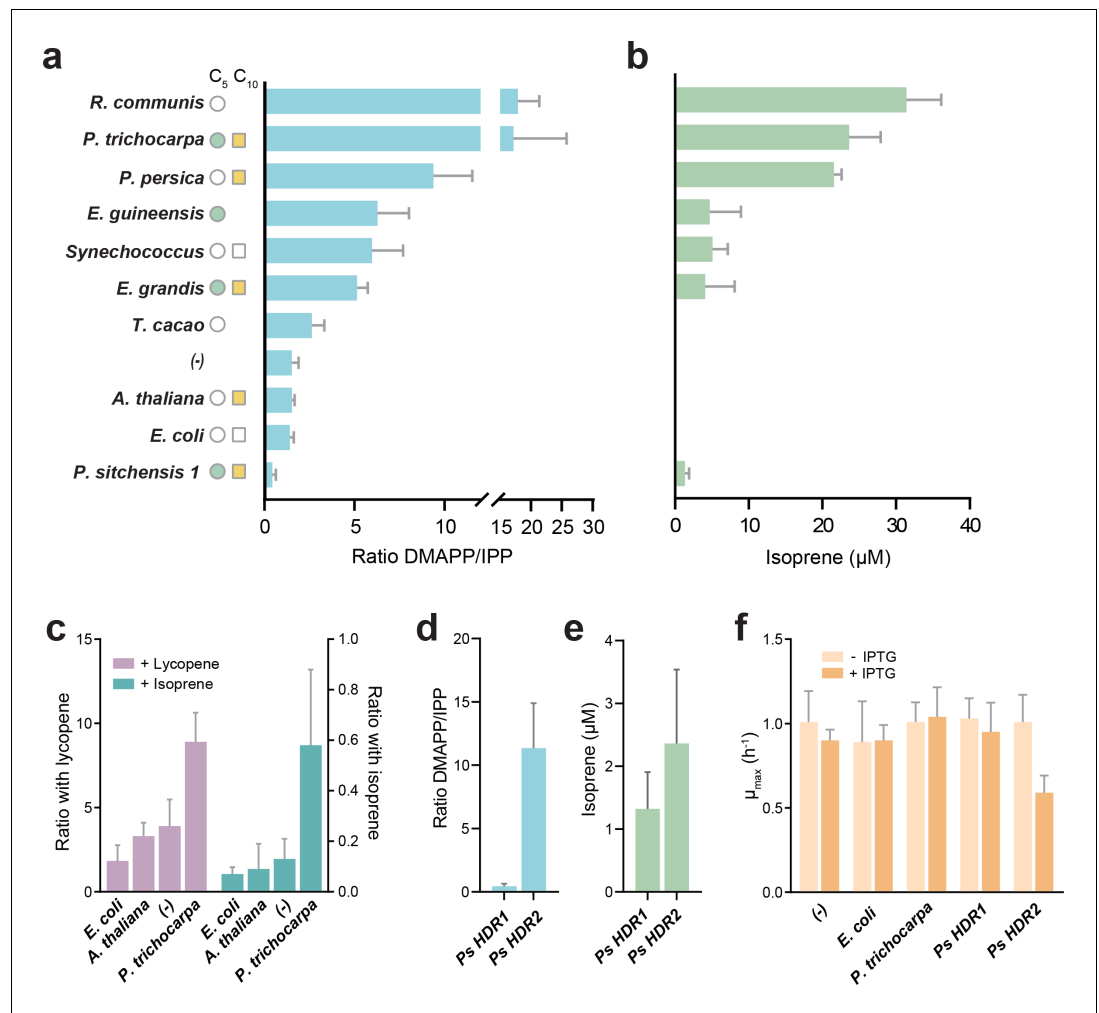 a
C5 C10
R. communis
P. trichocarpa
P. persica
E. guineensis
Synechococcus
E. grandis
T. cacao
(-)
A. thaliana
E. coli
P. sitchensis 1
0 5 10 15 20 25 30
Ratio DMAPP/IPP
b
0 10 20 30 40
Isoprene (µM)
c
15
10
5
0
Ratio with lycopene
+ Lycopene
+ Isoprene
1.0
0.8
0.6
0.4
0.2
0.0
Ratio with isoprene
E. coli
A. thaliana
(-)
P. trichocarpa
E. coli
A. thaliana
(-)
P. trichocarpa
d
20
15
10
5
0
Ratio DMAPP/IPP
Ps HDR1
Ps HDR2
e
4
3
2
1
0
Isoprene (µM)
Ps HDR1
Ps HDR2
f
1.5
1.0
0.5
0.0
µmax (h-1)
- IPTG
+ IPTG
(-)
E. coli
P. trichocarpa
Ps HDR1
Ps HDR2